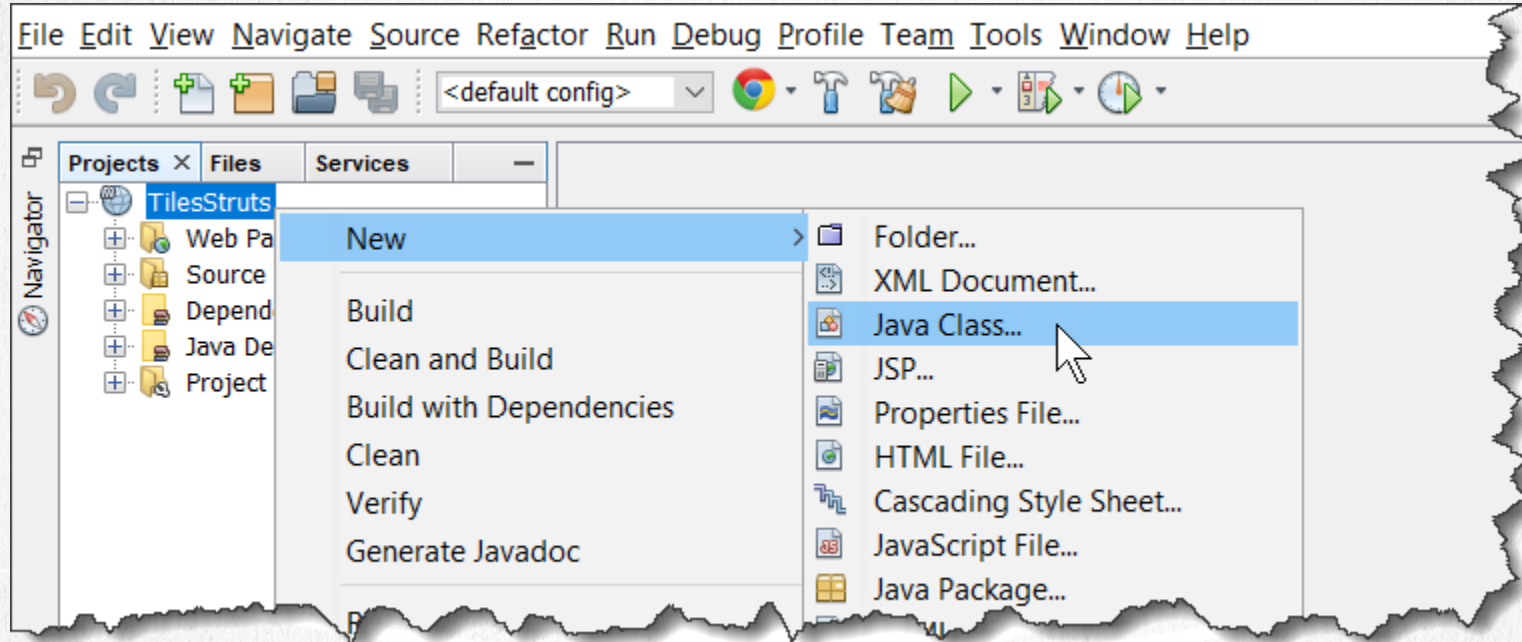 File Edit View Navigate Source Refactor Run Debug Profile Team Tools Window Help
<default config>
Projects Files Services
Navigator
TilesStruts
Web Pa
Source
Depend
Java De
Project
New
Build
Clean and Build
Build with Dependencies
Clean
Verify
Generate Javadoc
Folder...
XML Document...
Java Class...
JSP...
Properties File...
HTML File...
Cascading Style Sheet...
JavaScript File...
Java Package...